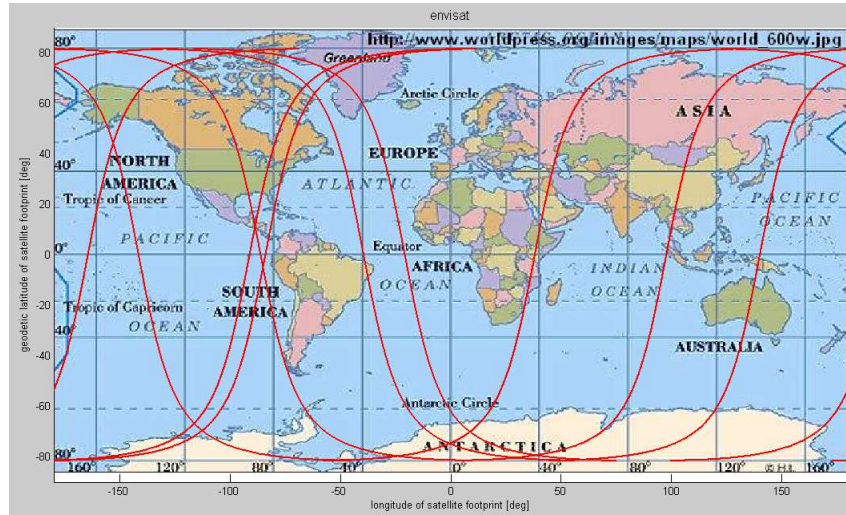 envisat
80°
http://www.worldpress.org/images/maps/world_600w.jpg
Greenland
Arctic Circle
ASIA
NORTH AMERICA
EUROPE
40°
ATLANTIC OCEAN
PACIFIC OCEAN
Tropic of Cancer
PACIFIC OCEAN
0°
Equator
AFRICA
INDIAN OCEAN
SOUTH AMERICA
Tropic of Capricorn
40°
AUSTRALIA
Antarctic Circle
ANTARCTICA
80°
160° 120° 80° 40° 0° 40° 80° 120° 160°
© H.I.
80
60
40
20
0
-20
-40
-60
-80
geodetic latitude of satellite footprint [deg]
-150 -100 -50 0 50 100 150
longitude of satellite footprint [deg]